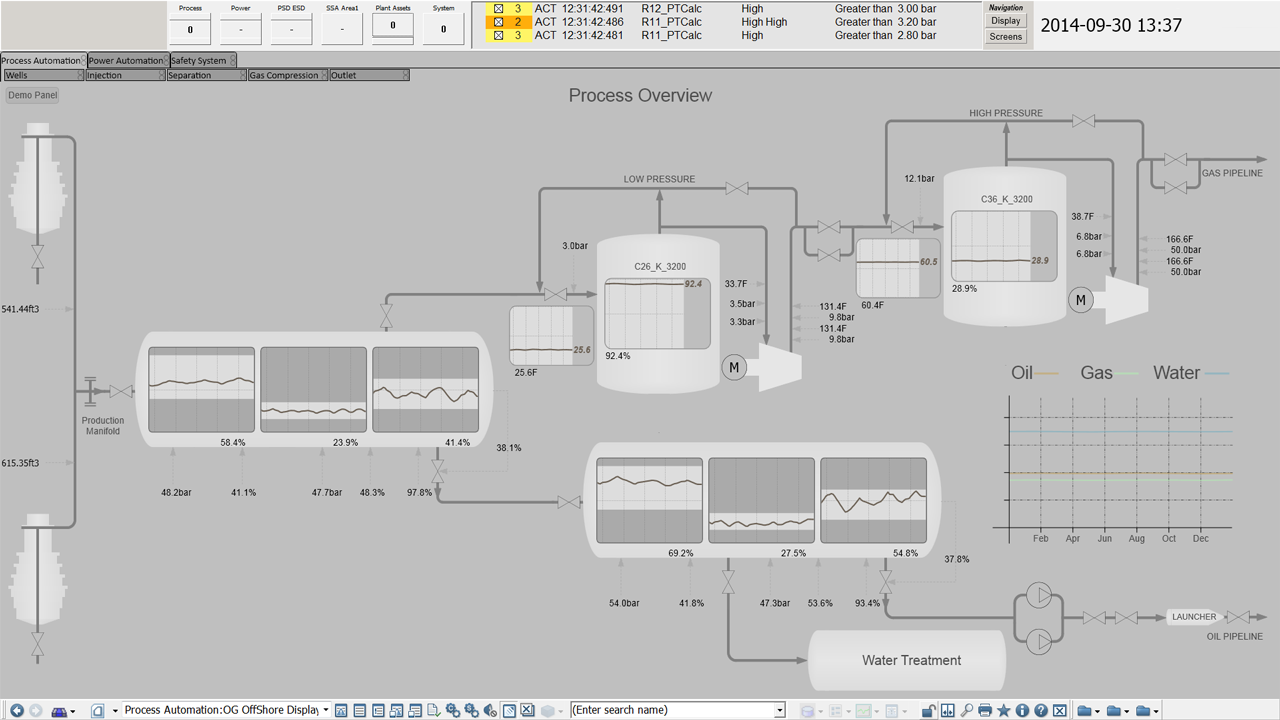 Process Power PSD ESD SSA Area1 Plant Assets System
0 - - - 0 0
3 ACT 12:31:42:491 R12_PTCalc High Greater than 3.00 bar
2 ACT 12:31:42:486 R11_PTCalc High High Greater than 3.20 bar
3 ACT 12:31:42:481 R11_PTCalc High Greater than 2.80 bar
Navigation
Display
Screens
2014-09-30 13:37
Process Automation Power Automation Safety System
Wells Injection Separation Gas Compression Outlet
Demo Panel
Process Overview
HIGH PRESSURE
GAS PIPELINE
LOW PRESSURE
12.1bar
C36_K_3200
38.7F
6.8bar
6.8bar
28.9
28.9%
166.6F
50.0bar
166.6F
50.0bar
M
60.5
60.4F
3.0bar
C26_K_3200
92.4
92.4%
33.7F
3.5bar
3.3bar
131.4F
9.8bar
131.4F
9.8bar
M
25.6
25.6F
541.44ft3
615.35ft3
Production
Manifold
58.4% 23.9% 41.4%
38.1%
48.2bar 41.1% 47.7bar 48.3% 97.8%
69.2% 27.5% 54.8%
37.8%
54.0bar 41.8% 47.3bar 53.6% 93.4%
Oil Gas Water
Feb Apr Jun Aug Oct Dec
LAUNCHER
OIL PIPELINE
Water Treatment
Process Automation:OG OffShore Display
(Enter search name)